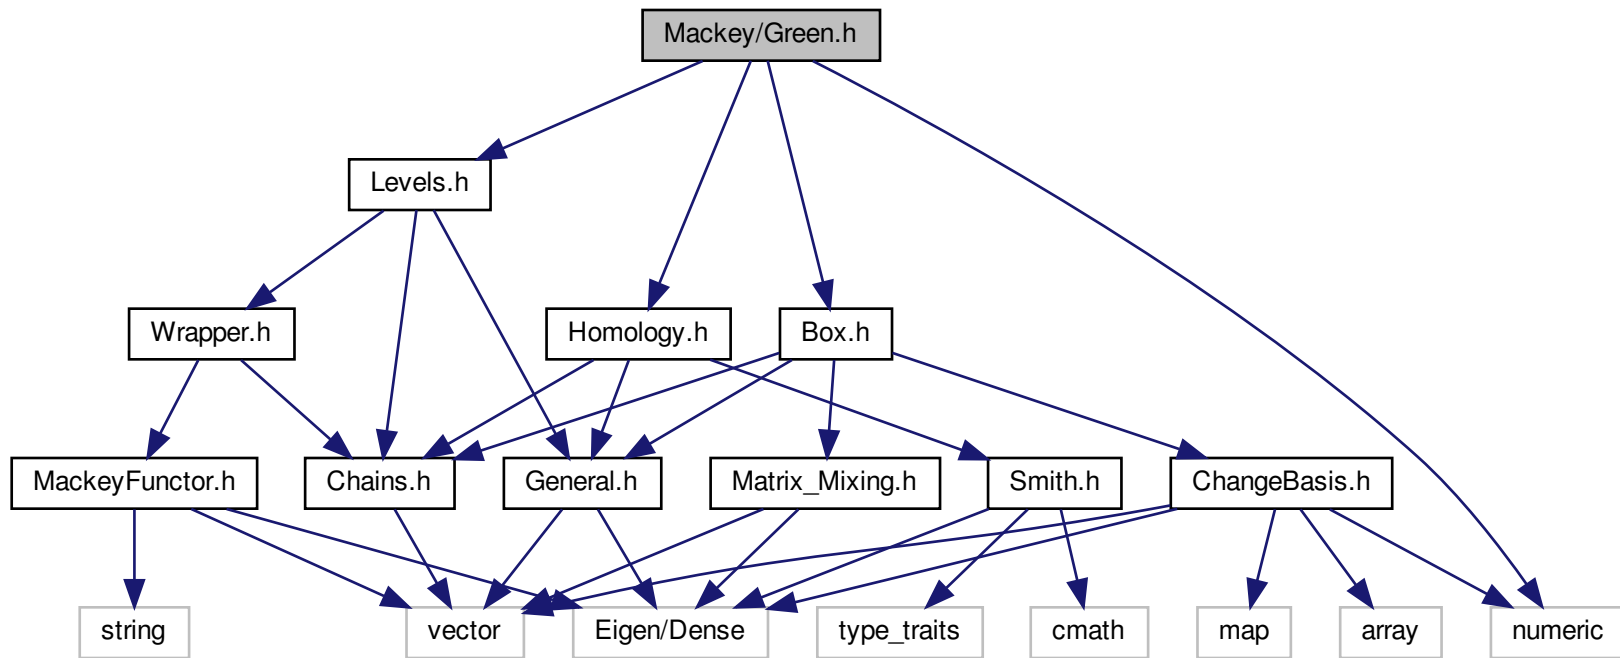 Mackey/Green.h
Levels.h
Wrapper.h
Homology.h
Box.h
MackeyFunctor.h
Chains.h
General.h
Matrix_Mixing.h
Smith.h
ChangeBasis.h
string
vector
Eigen/Dense
type_traits
cmath
map
array
numeric